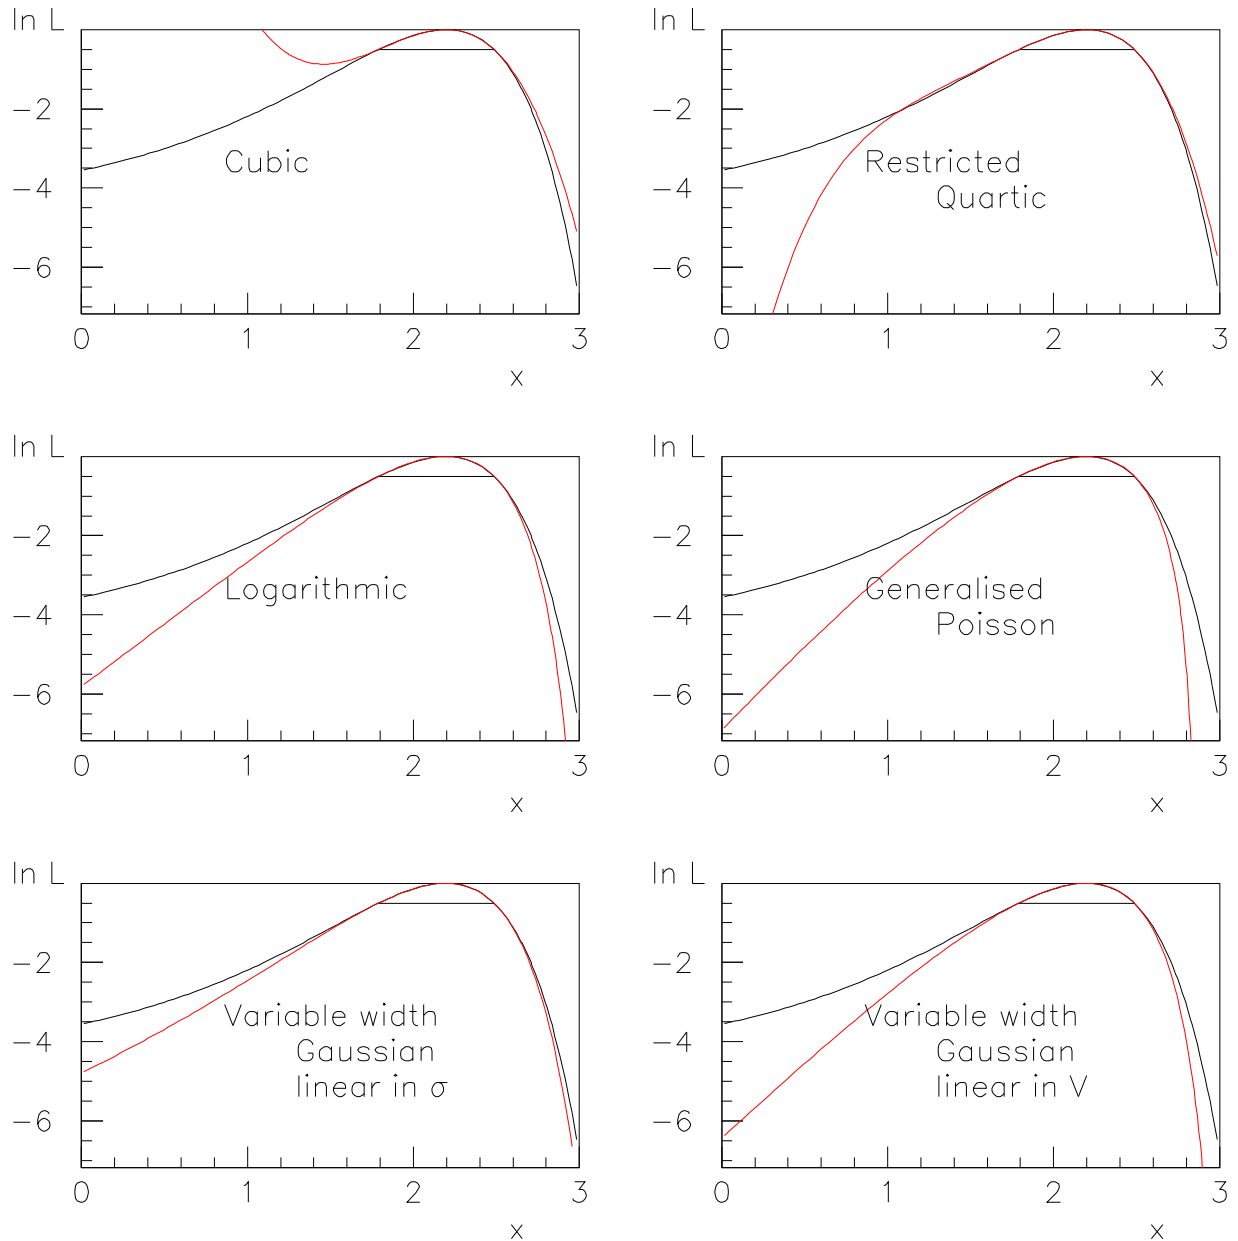 ln L
ln L
−2
−4
−6
Cubic
0 1 2 3
x
−2
−4
−6
Restricted
Quartic
0 1 2 3
x
ln L
ln L
−2
−4
−6
Logarithmic
0 1 2 3
x
−2
−4
−6
Generalised
Poisson
0 1 2 3
x
ln L
ln L
−2
−4
−6
Variable width
Gaussian
linear in σ
0 1 2 3
x
−2
−4
−6
Variable width
Gaussian
linear in V
0 1 2 3
x